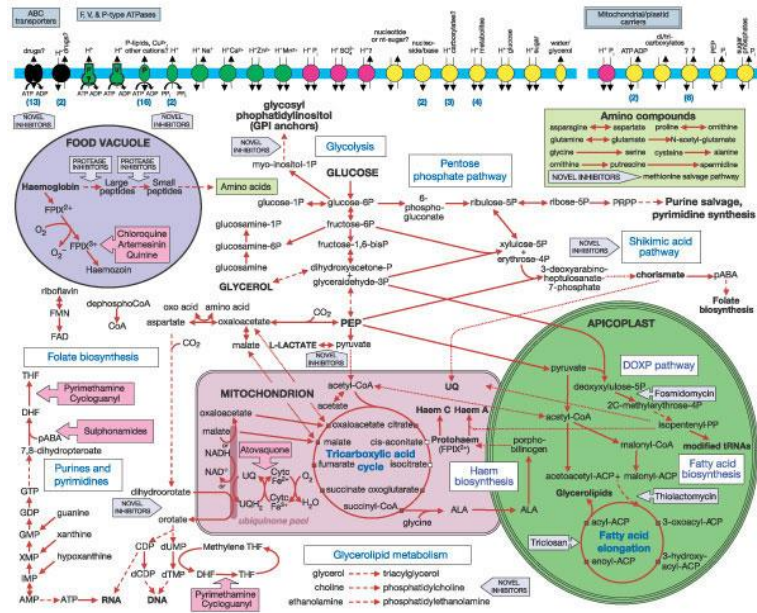 ABC
transporters
F, V, & P-type ATPases
Mitochondrial/plastid
carriers
drugs?
drugs?
H⁺
H⁺
H⁺
P-lipids, Cu²⁺,
other cations?
H⁺
H⁺ Na⁺
H⁺ Ca²⁺
H⁺ Zn²⁺
H⁺ Mn²⁺
H⁺ Pᵢ
H⁺
H⁺ ?
nucleotide
or nt-sugar?
nucleo-
side/base
H⁺
carboxylates?
H⁺
metabolites
H⁺
glucose
H⁺
sugar
water/
glycerol
H⁺ Pᵢ
ATP ADP
di/tri-
carboxylates
? ?
PEP
Pᵢ
sugar
phosphates
Pᵢ
ATP ADP
ATP ADP
ATP ADP
ATP ADP
PPᵢ Pᵢ
(13)
(2)
(16)
(2)
(2)
(3)
(4)
(2)
(6)
NOVEL
INHIBITORS
NOVEL
INHIBITORS
Amino compounds
asparagine aspartate
proline ornithine
glutamine glutamate N-acetyl-glutamate
glycine serine
cysteine alanine
ornithine putrescine spermidine
NOVEL INHIBITORS methionine salvage pathway
FOOD VACUOLE
PROTEASE
INHIBITORS
PROTEASE
INHIBITORS
Haemoglobin
Large
peptides
Small
peptides
Amino acids
FPIX²⁺
O₂
O₂⁻
FPIX³⁺
Haemozoin
Chloroquine
Artemesinin
Quinine
glycosyl
phophatidylinositol
(GPI anchors)
NOVEL
INHIBITORS
myo-inositol-1P
Glycolysis
GLUCOSE
Pentose
phosphate pathway
glucose-1P
glucose-6P
6-
phospho-
gluconate
ribulose-5P
ribose-5P
PRPP
Purine salvage,
pyrimidine synthesis
glucosamine-1P
fructose-6P
glucosamine-6P
fructose-1,6-bisP
glucosamine
dihydroxyacetone-P
+
glyceraldehyde-3P
GLYCEROL
xylulose-5P
+
erythrose-4P
NOVEL
INHIBITORS
Shikimic acid
pathway
3-deoxyarabino-
heptulosanate-
7-phosphate
chorismate
pABA
Folate
biosynthesis
riboflavin
FMN
FAD
dephosphoCoA
CoA
oxo acid
amino acid
aspartate
oxaloacetate
CO₂
PEP
CO₂
malate
L-LACTATE
pyruvate
NOVEL
INHIBITORS
Folate biosynthesis
THF
Pyrimethamine
Cycloguanyl
DHF
pABA
Sulphonamides
7,8-dihydropteroate
Purines and
pyrimidines
GTP
GDP
guanine
GMP
xanthine
XMP
hypoxanthine
IMP
AMP
ATP
RNA
DNA
NOVEL
INHIBITORS
dihydroorotate
orotate
CDP
dUMP
dCDP
dTMP
Methylene THF
DHF
THF
Pyrimethamine
Cycloguanyl
MITOCHONDRION
acetyl-CoA
acetate
oxaloacetate
malate
NADH
NAD⁺
Atovaquone
UQ
UQH₂
Cyto
Fe²⁺
Cyto
Fe³⁺
O₂
H₂O
ubiquinone pool
oxaloacetate
citrate
malate
cis-aconitate
Tricarboxylic acid
cycle
fumarate
isocitrate
succinate
oxoglutarate
succinyl-CoA
glycine
ALA
ALA
UQ
Haem C
Haem A
Protohaem
(FPIX²⁺)
porpho-
bilinogen
Haem
biosynthesis
APICOPLAST
pyruvate
DOXP pathway
deoxyxylulose-5P
Fosmidomycin
2C-methylerythrose-4P
isopentenyl-PP
modified tRNAs
acetyl-CoA
malonyl-CoA
Fatty acid
biosynthesis
acetoacetyl-ACP
+
malonyl-ACP
Thiolactomycin
Glycerolipids
acyl-ACP
3-oxoacyl-ACP
Triclosan
Fatty acid
elongation
enoyl-ACP
3-hydroxy-
acyl-ACP
Glycerolipid metabolism
glycerol triacylglycerol
choline phosphatidylcholine
ethanolamine phosphatidylethanolamine
NOVEL
INHIBITORS